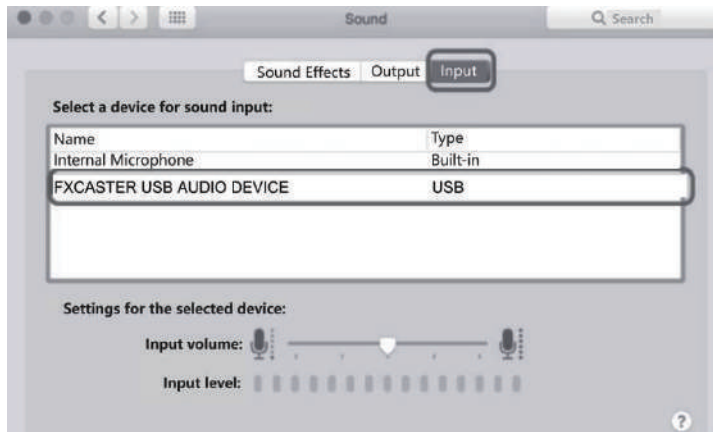 Sound
Search
Sound Effects Output Input
Select a device for sound input:
Name Type
Internal Microphone Built-in
FXCASTER USB AUDIO DEVICE USB
Settings for the selected device:
Input volume:
Input level:
?